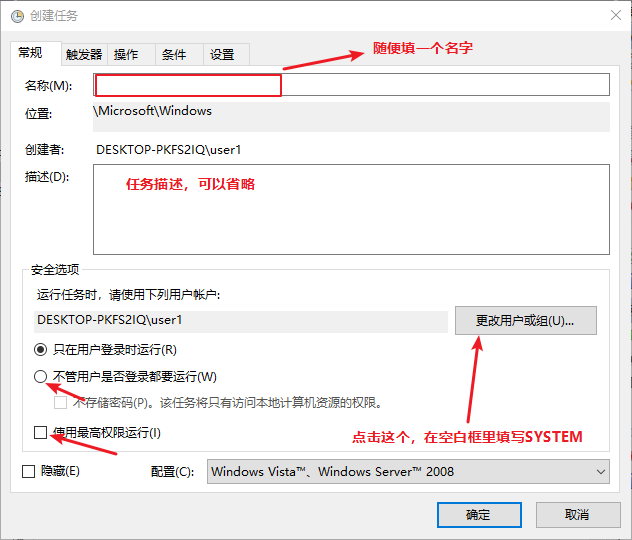 创建任务
常规 触发器 操作 条件 设置
随便填一个名字
名称(M):
位置: \Microsoft\Windows
创建者: DESKTOP-PKFS2IQ\user1
描述(D):
任务描述，可以省略
安全选项
运行任务时，请使用下列用户帐户:
DESKTOP-PKFS2IQ\user1 更改用户或组(U)...
只在用户登录时运行(R)
不管用户是否登录都要运行(W)
不存储密码(P)。该任务将只有访问本地计算机资源的权限。
使用最高权限运行(I)
点击这个，在空白框里填写SYSTEM
隐藏(E) 配置(C): Windows Vista™、Windows Server™ 2008
确定 取消